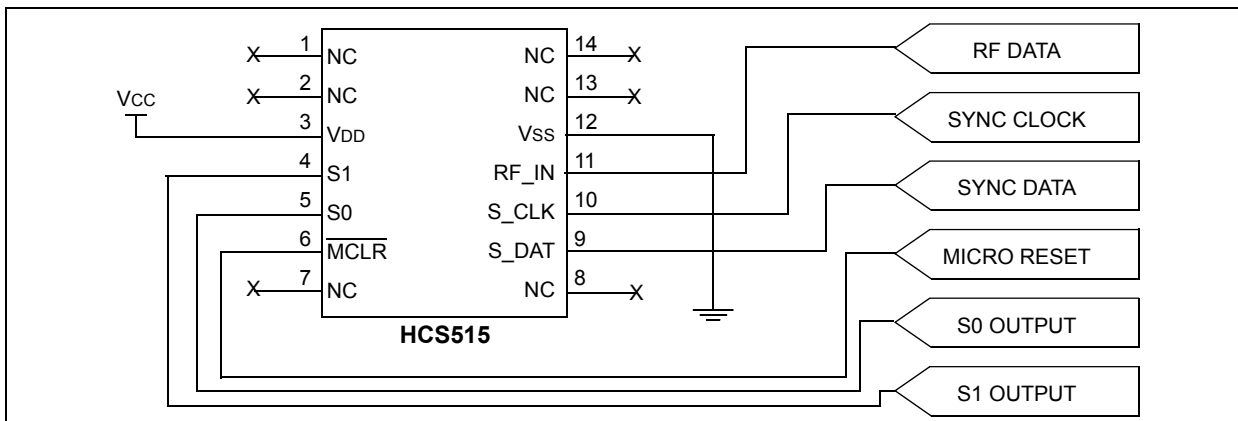 1 NC
2 NC
VCC
3 VDD
4 S1
5 S0
6 MCLR
7 NC
14 NC X
13 NC X
12 VSS
11 RF_IN
10 S_CLK
9 S_DAT
8 NC X
X
X
X
HCS515
RF DATA
SYNC CLOCK
SYNC DATA
MICRO RESET
S0 OUTPUT
S1 OUTPUT